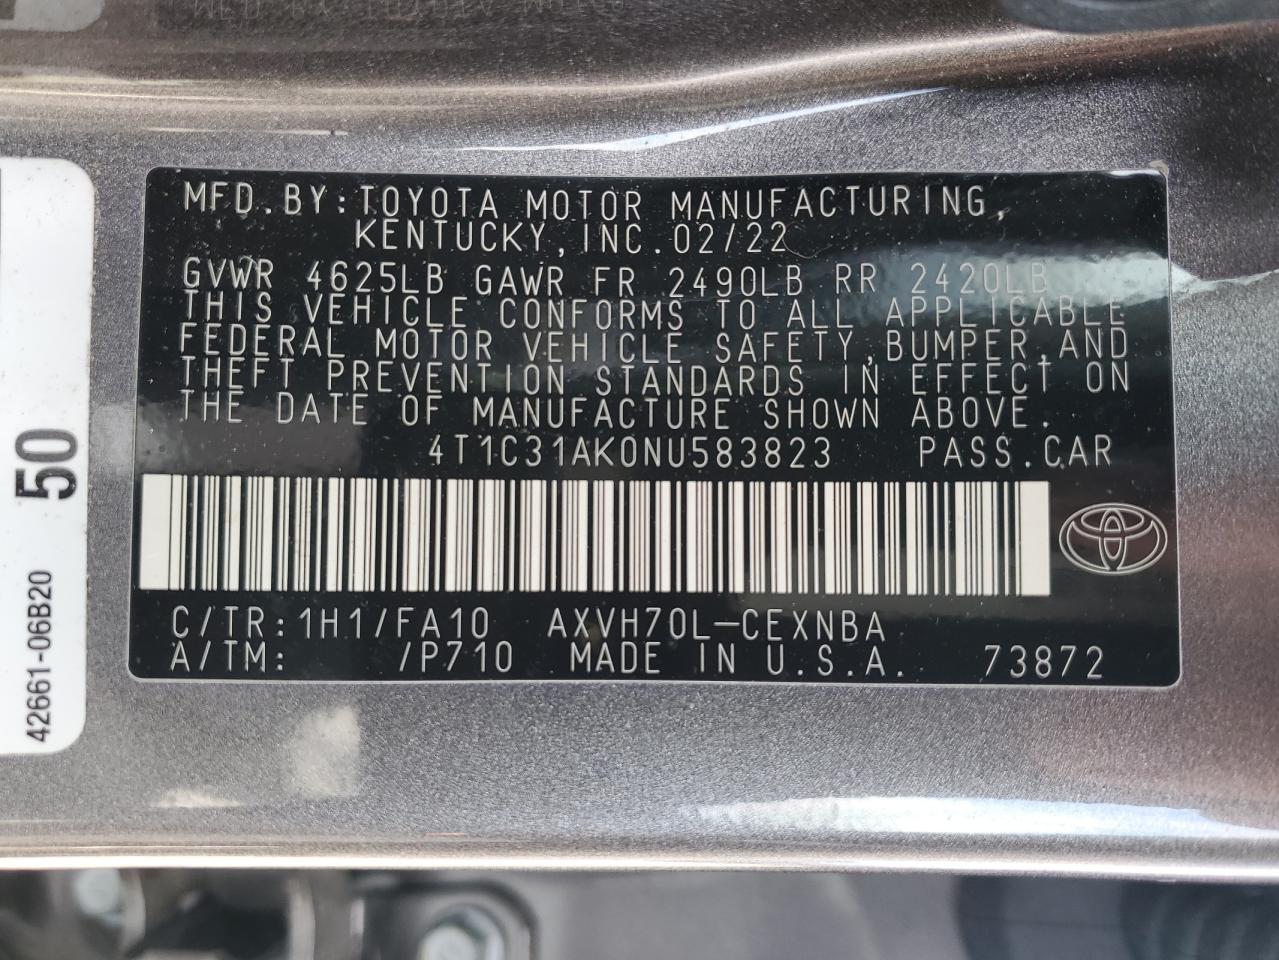 MFD.BY:TOYOTA MOTOR MANUFACTURING,
KENTUCKY,INC.02/22
GVWR 4625LB GAWR FR 2490LB RR 2420LB
THIS VEHICLE CONFORMS TO ALL APPLICABLE
FEDERAL MOTOR VEHICLE SAFETY,BUMPER,AND
THEFT PREVENTION STANDARDS IN EFFECT ON
THE DATE OF MANUFACTURE SHOWN ABOVE.
4T1C31AK0NU583823 PASS.CAR
C/TR:1H1/FA10 AXVH70L-CEXNBA
A/TM: /P710 MADE IN U.S.A. 73872
50
42661-06B20